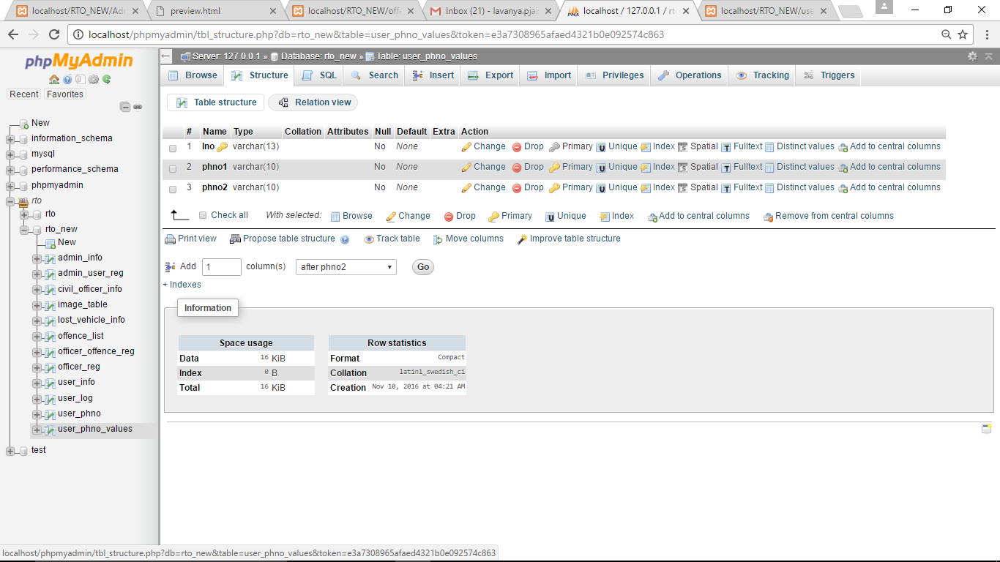 localhost/RTO_NEW/Adm
preview.html
localhost/RTO_NEW/offe
Inbox (21) - lavanya.pjai
localhost / 127.0.0.1 / rto
localhost/RTO_NEW/use
localhost/phpmyadmin/tbl_structure.php?db=rto_new&table=user_phno_values&token=e3a7308965afaed4321b0e092574c863
phpMyAdmin
Recent Favorites
New
information_schema
mysql
performance_schema
phpmyadmin
rto
rto
rto_new
New
admin_info
admin_user_reg
civil_officer_info
image_table
lost_vehicle_info
offence_list
officer_offence_reg
officer_reg
user_info
user_log
user_phno
user_phno_values
test
Server: 127.0.0.1 » Database: rto_new » Table: user_phno_values
Browse Structure SQL Search Insert Export Import Privileges Operations Tracking Triggers
Table structure Relation view
# Name Type Collation Attributes Null Default Extra Action
1 lno varchar(13) No None Change Drop Primary Unique Index Spatial Fulltext Distinct values Add to central columns
2 phno1 varchar(10) No None Change Drop Primary Unique Index Spatial Fulltext Distinct values Add to central columns
3 phno2 varchar(10) No None Change Drop Primary Unique Index Spatial Fulltext Distinct values Add to central columns
Check all With selected: Browse Change Drop Primary Unique Index Add to central columns Remove from central columns
Print view Propose table structure Track table Move columns Improve table structure
Add 1 column(s) after phno2 Go
+ Indexes
Information
Space usage
Data 16 KiB
Index 0 B
Total 16 KiB
Row statistics
Format Compact
Collation latin1_swedish_ci
Creation Nov 10, 2016 at 04:21 AM
localhost/phpmyadmin/tbl_structure.php?db=rto_new&table=user_phno_values&token=e3a7308965afaed4321b0e092574c863